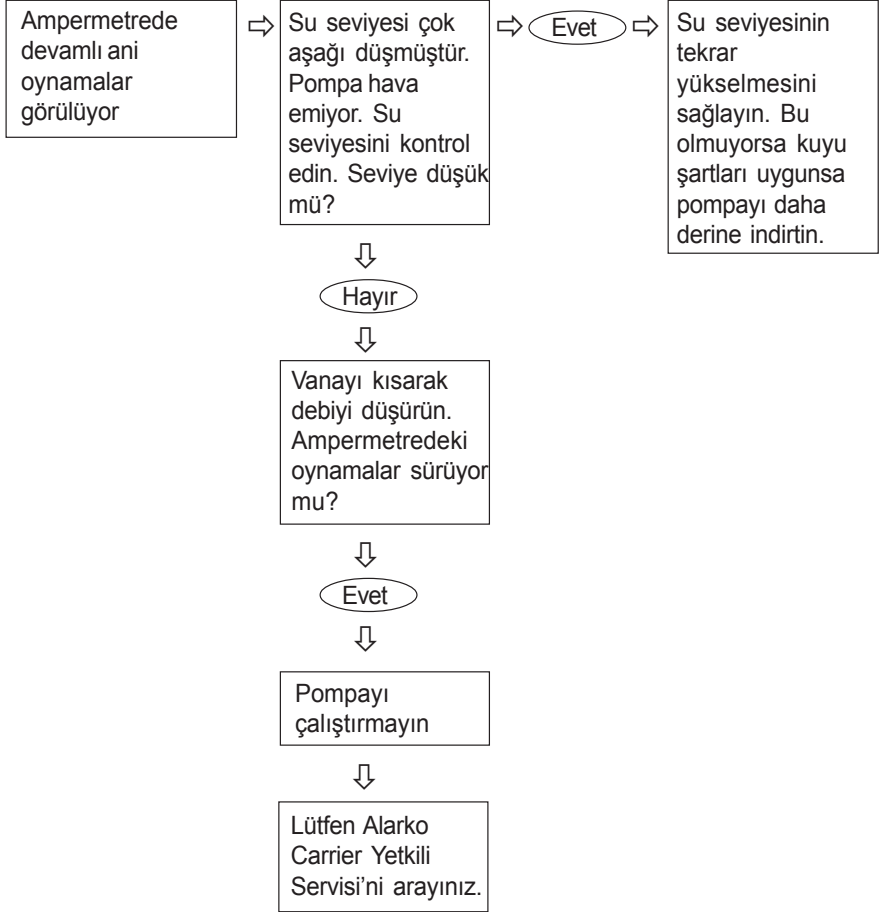 Ampermetrede
devamlı ani
oynamalar
görülüyor
Su seviyesi çok
aşağı düşmüştür.
Pompa hava
emiyor. Su
seviyesini kontrol
edin. Seviye düşük
mü?
Evet
Su seviyesinin
tekrar
yükselmesini
sağlayın. Bu
olmuyorsa kuyu
şartları uygunsa
pompayı daha
derine indirtin.
Hayır
Vanayı kısarak
debiyi düşürün.
Ampermetredeki
oynamalar sürüyor
mu?
Evet
Pompayı
çalıştırmayın
Lütfen Alarko
Carrier Yetkili
Servisi’ni arayınız.